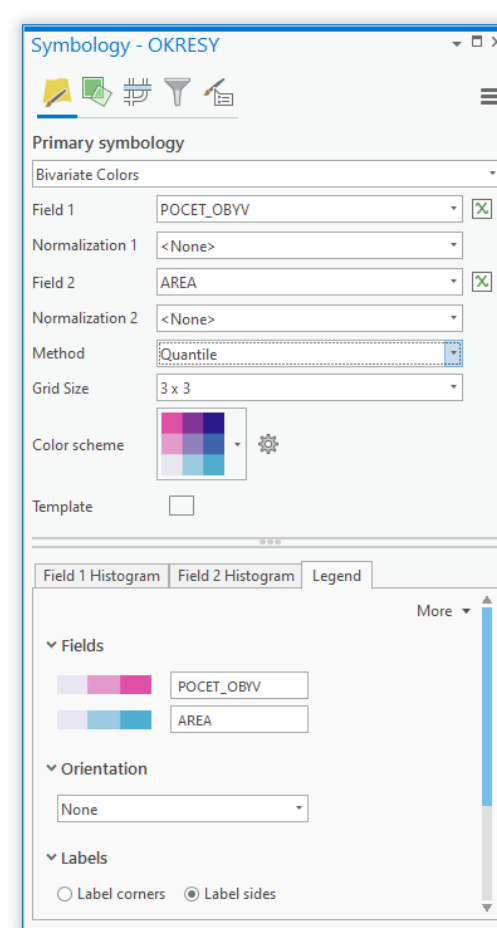 Symbology - OKRESY
Primary symbology
Bivariate Colors
Field 1 POCET_OBYV
Normalization 1 <None>
Field 2 AREA
Normalization 2 <None>
Method Quantile
Grid Size 3 x 3
Color scheme
Template
Field 1 Histogram Field 2 Histogram Legend
More
Fields
POCET_OBYV
AREA
Orientation
None
Labels
Label corners Label sides